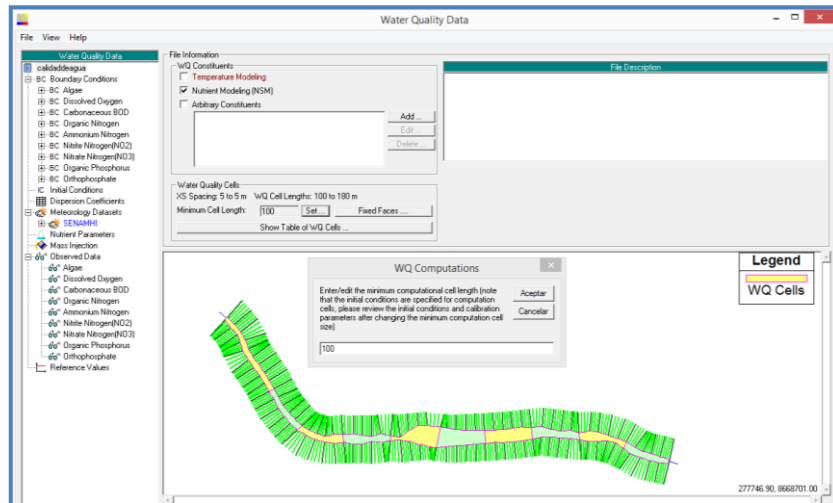 Water Quality Data
File View Help
Water Quality Data
calidaddeagua
BC Boundary Conditions
BC Algae
BC Dissolved Oxygen
BC Carbonaceous BOD
BC Organic Nitrogen
BC Ammonium Nitrogen
BC Nitrite Nitrogen(NO2)
BC Nitrate Nitrogen(NO3)
BC Organic Phosphorus
BC Orthophosphate
IC Initial Conditions
Dispersion Coefficients
Meteorology Datasets
SENAMHI
Nutrient Parameters
Mass Injection
Observed Data
Algae
Dissolved Oxygen
Carbonaceous BOD
Organic Nitrogen
Ammonium Nitrogen
Nitrite Nitrogen(NO2)
Nitrate Nitrogen(NO3)
Organic Phosphorus
Orthophosphate
Reference Values
File Information
WQ Constituents
Temperature Modeling
Nutrient Modeling (NSM)
Arbitrary Constituents
Add ...
Edit ...
Delete ...
File Description
Water Quality Cells
XS Spacing: 5 to 5 m WQ Cell Lengths: 100 to 180 m
Minimum Cell Length: 100 Set ... Fixed Faces ...
Show Table of WQ Cells ...
WQ Computations
Enter/edit the minimum computational cell length (note
that the initial conditions are specified for computation
cells, please review the initial conditions and calibration
parameters after changing the minimum computation cell
size)
Aceptar
Cancelar
100
Legend
WQ Cells
277746.90, 8668701.00